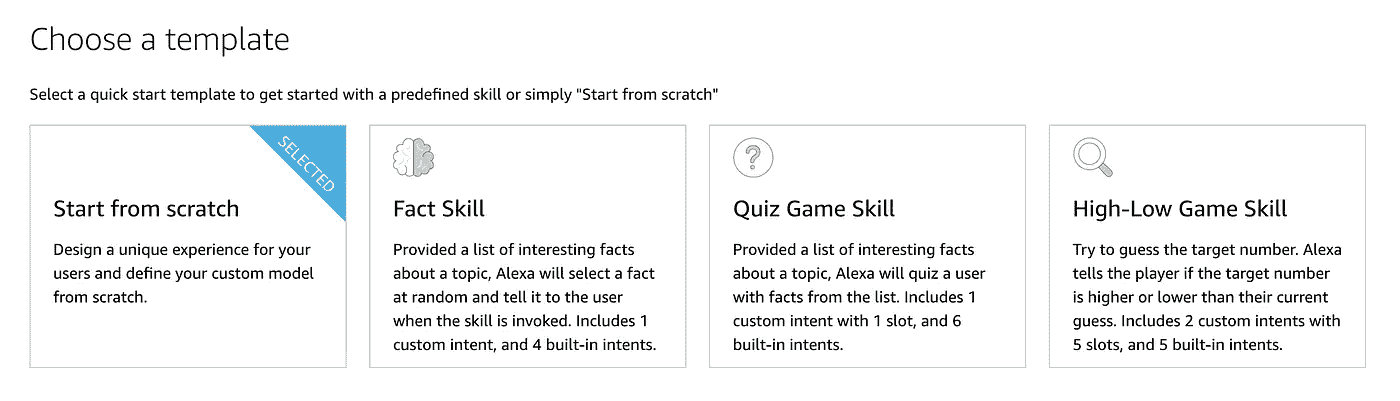 Choose a template
Select a quick start template to get started with a predefined skill or simply "Start from scratch"
SELECTED
Start from scratch
Design a unique experience for your
users and define your custom model
from scratch.
Fact Skill
Provided a list of interesting facts
about a topic, Alexa will select a fact
at random and tell it to the user
when the skill is invoked. Includes 1
custom intent, and 4 built-in intents.
?
Quiz Game Skill
Provided a list of interesting facts
about a topic, Alexa will quiz a user
with facts from the list. Includes 1
custom intent with 1 slot, and 6
built-in intents.
High-Low Game Skill
Try to guess the target number. Alexa
tells the player if the target number
is higher or lower than their current
guess. Includes 2 custom intents with
5 slots, and 5 built-in intents.